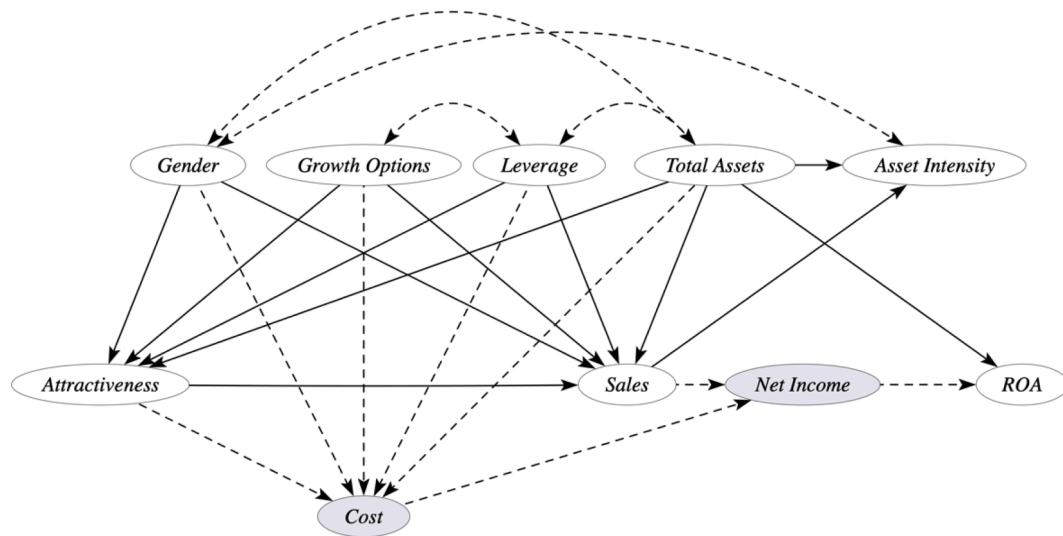 Gender
Growth Options
Leverage
Total Assets
Asset Intensity
Attractiveness
Sales
Net Income
ROA
Cost